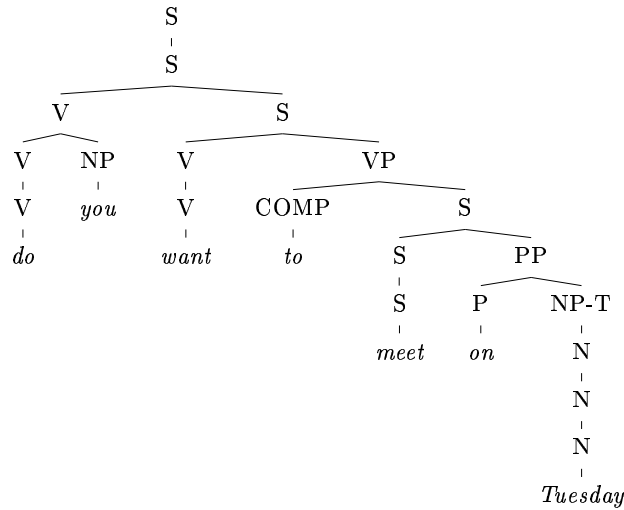 S
S
V S
V NP V VP
V you V COMP S
do want to S PP
S P NP-T
meet on N
N
N
Tuesday